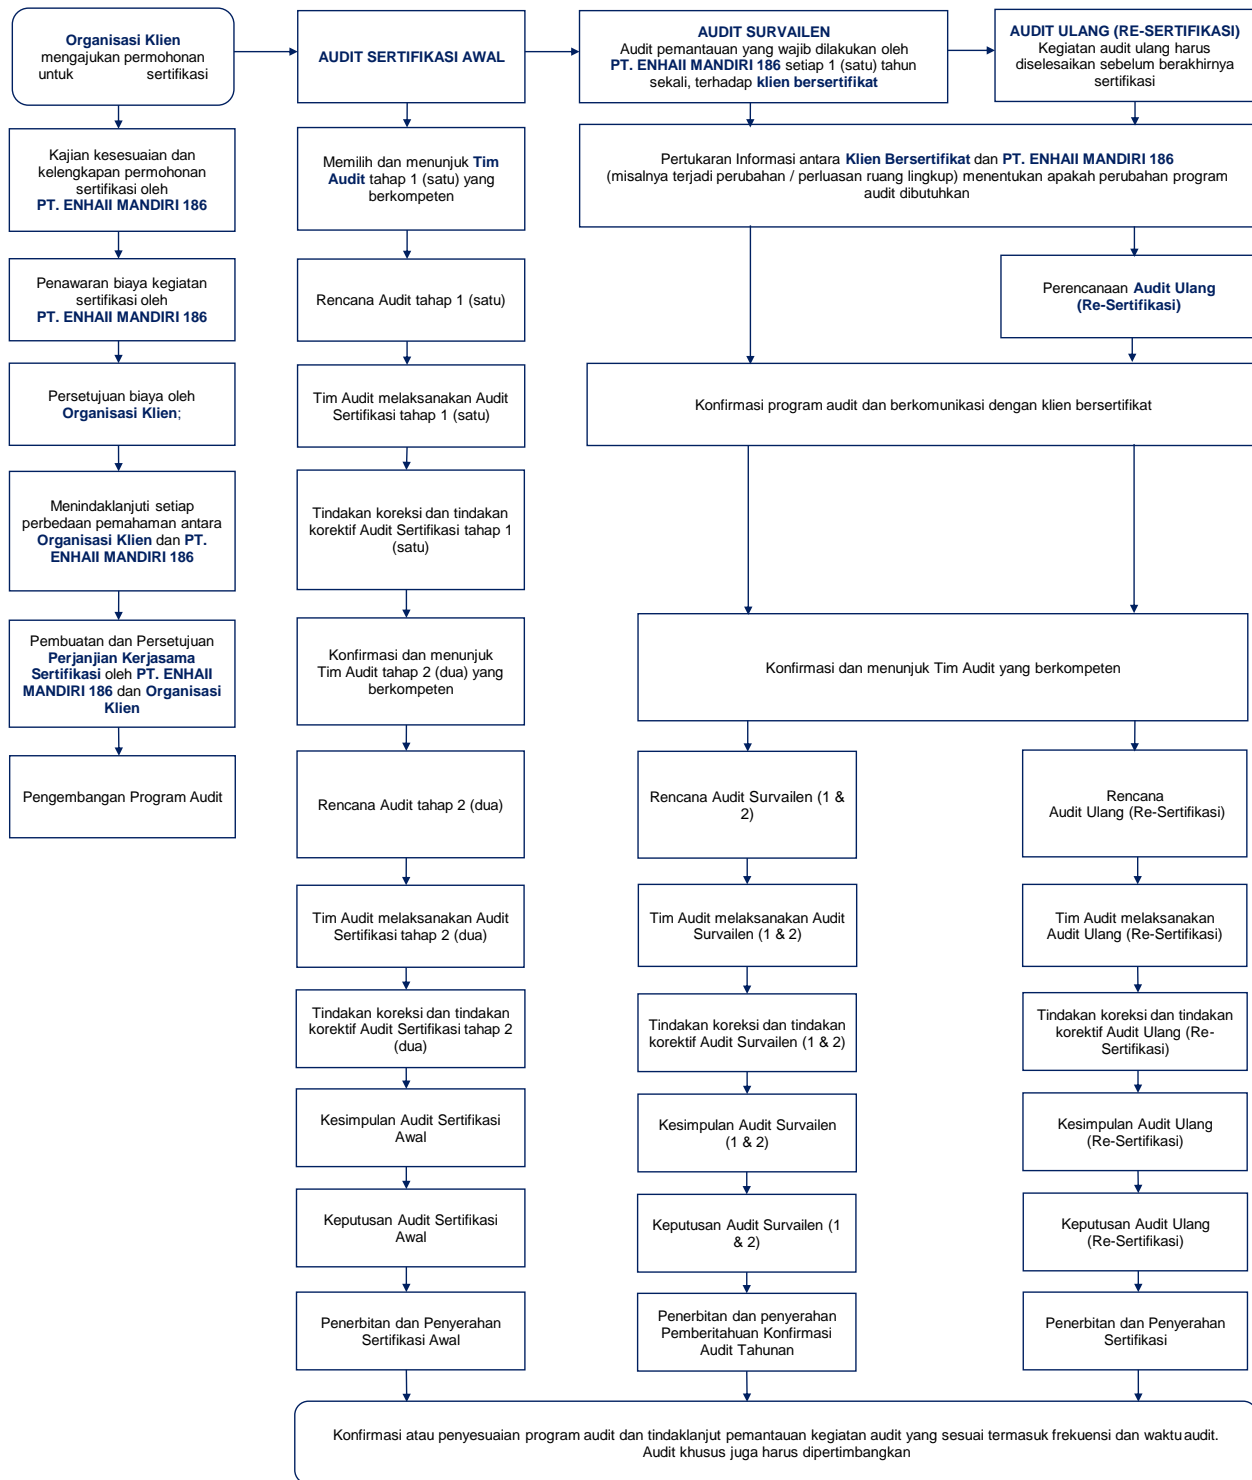 Organisasi Klien
mengajukan permohonan
untuk sertifikasi
Kajian kesesuaian dan
kelengkapan permohonan
sertifikasi oleh
PT. ENHAII MANDIRI 186
Penawaran biaya kegiatan
sertifikasi oleh
PT. ENHAII MANDIRI 186
Persetujuan biaya oleh
Organisasi Klien;
Menindaklanjuti setiap
perbedaan pemahaman antara
Organisasi Klien dan PT.
ENHAII MANDIRI 186
Pembuatan dan Persetujuan
Perjanjian Kerjasama
Sertifikasi oleh PT. ENHAII
MANDIRI 186 dan Organisasi
Klien
Pengembangan Program Audit
AUDIT SERTIFIKASI AWAL
Memilih dan menunjuk Tim
Audit tahap 1 (satu) yang
berkompeten
Rencana Audit tahap 1 (satu)
Tim Audit melaksanakan Audit
Sertifikasi tahap 1 (satu)
Tindakan koreksi dan tindakan
korektif Audit Sertifikasi tahap 1
(satu)
Konfirmasi dan menunjuk
Tim Audit tahap 2 (dua) yang
berkompeten
Rencana Audit tahap 2 (dua)
Tim Audit melaksanakan Audit
Sertifikasi tahap 2 (dua)
Tindakan koreksi dan tindakan
korektif Audit Sertifikasi tahap 2
(dua)
Kesimpulan Audit Sertifikasi
Awal
Keputusan Audit Sertifikasi
Awal
Penerbitan dan Penyerahan
Sertifikasi Awal
AUDIT SURVAILEN
Audit pemantauan yang wajib dilakukan oleh
PT. ENHAII MANDIRI 186 setiap 1 (satu) tahun
sekali, terhadap klien bersertifikat
AUDIT ULANG (RE-SERTIFIKASI)
Kegiatan audit ulang harus
diselesaikan sebelum berakhirnya
sertifikasi
Pertukaran Informasi antara Klien Bersertifikat dan PT. ENHAII MANDIRI 186
(misalnya terjadi perubahan / perluasan ruang lingkup) menentukan apakah perubahan program
audit dibutuhkan
Perencanaan Audit Ulang
(Re-Sertifikasi)
Konfirmasi program audit dan berkomunikasi dengan klien bersertifikat
Konfirmasi dan menunjuk Tim Audit yang berkompeten
Rencana Audit Survailen (1 &
2)
Tim Audit melaksanakan Audit
Survailen (1 & 2)
Tindakan koreksi dan tindakan
korektif Audit Survailen (1 & 2)
Kesimpulan Audit Survailen
(1 & 2)
Keputusan Audit Survailen (1
& 2)
Penerbitan dan penyerahan
Pemberitahuan Konfirmasi
Audit Tahunan
Rencana
Audit Ulang (Re-Sertifikasi)
Tim Audit melaksanakan
Audit Ulang (Re-Sertifikasi)
Tindakan koreksi dan tindakan
korektif Audit Ulang (Re-
Sertifikasi)
Kesimpulan Audit Ulang
(Re-Sertifikasi)
Keputusan Audit Ulang
(Re-Sertifikasi)
Penerbitan dan Penyerahan
Sertifikasi
Konfirmasi atau penyesuaian program audit dan tindaklanjut pemantauan kegiatan audit yang sesuai termasuk frekuensi dan waktu audit.
Audit khusus juga harus dipertimbangkan